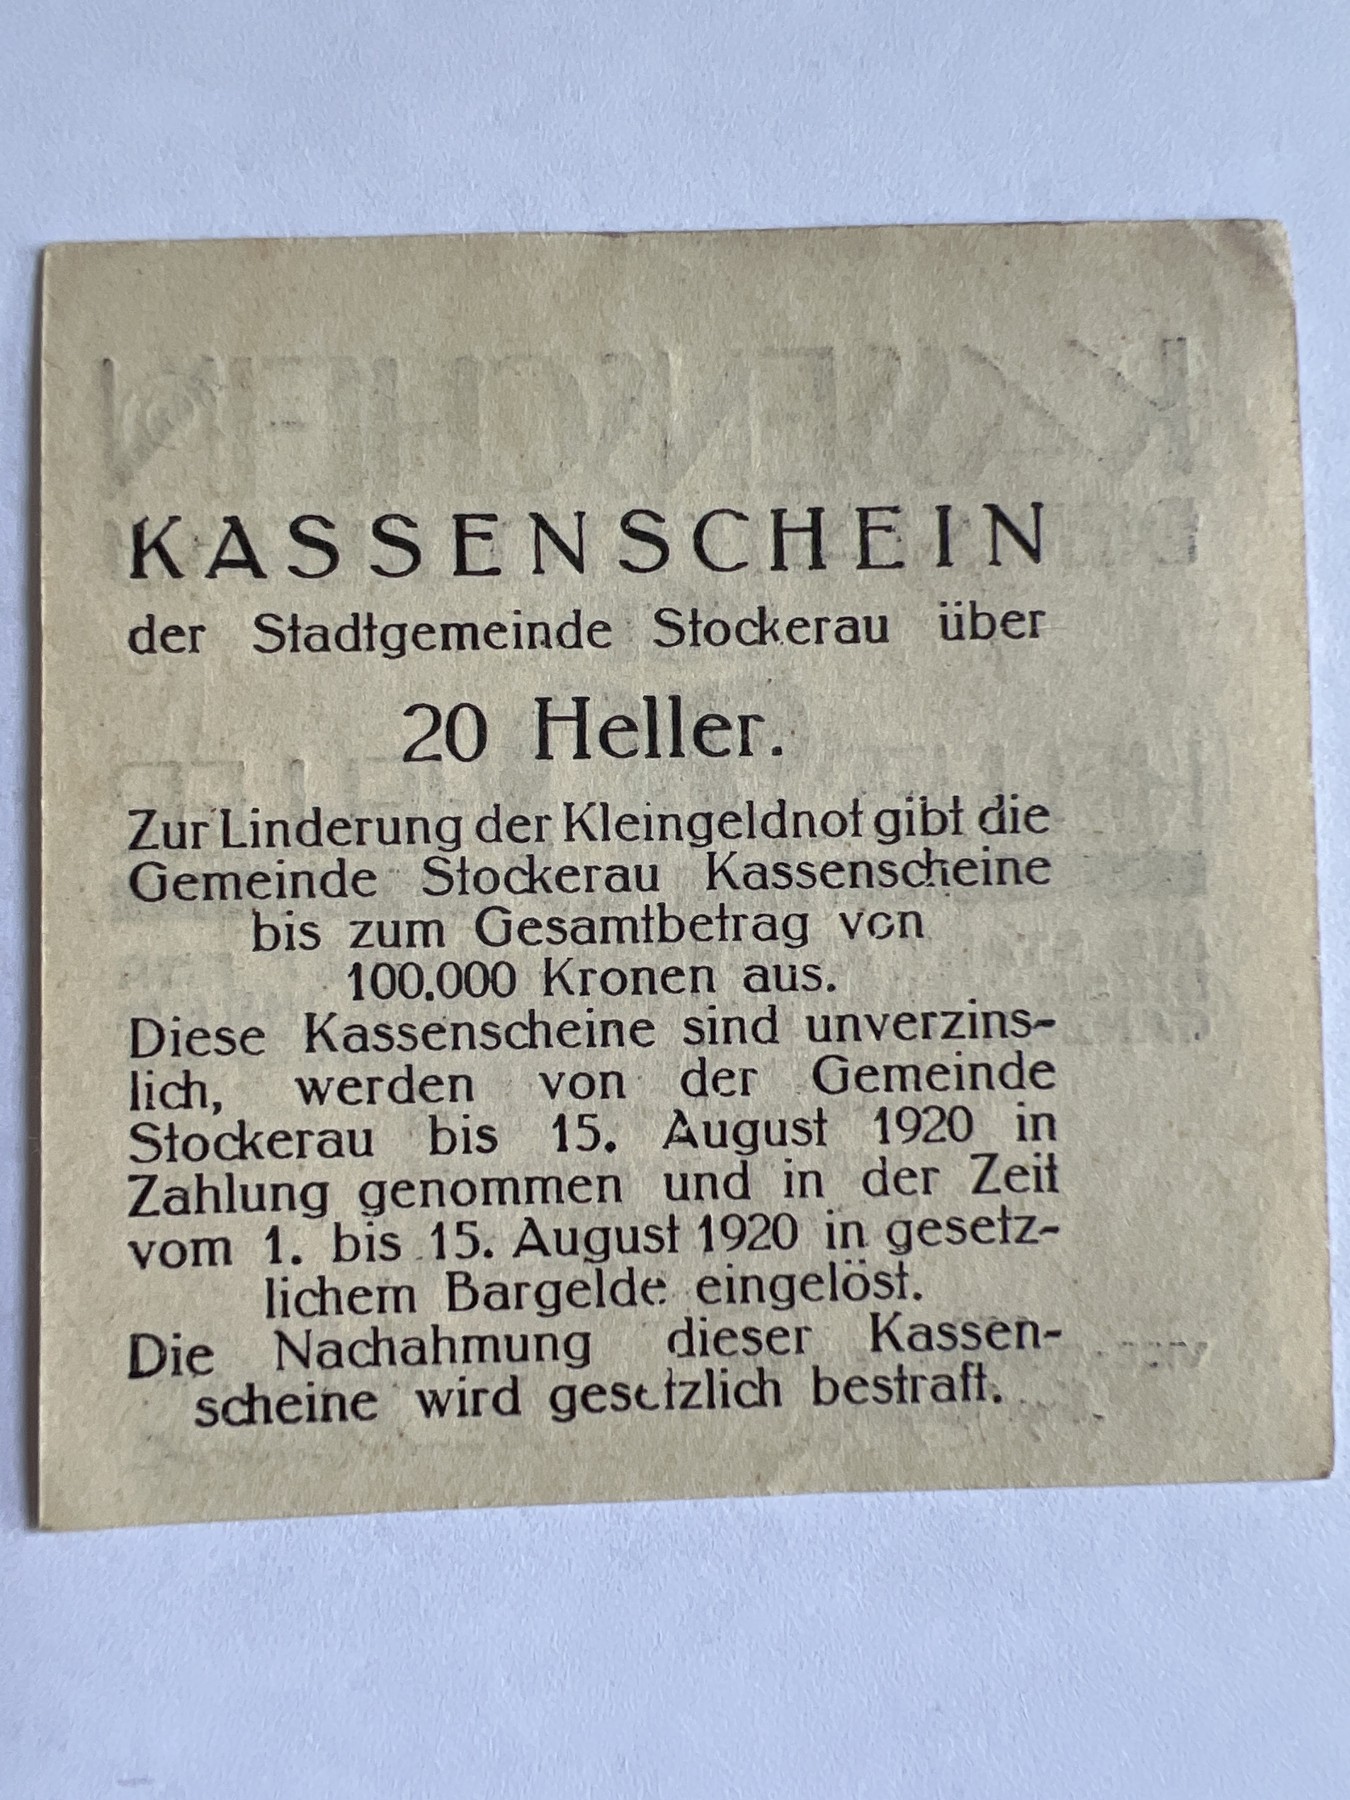 KASSENSCHEIN
der Stadtgemeinde Stockerau über
20 Heller.
Zur Linderung der Kleingeldnot gibt die
Gemeinde Stockerau Kassenscheine
bis zum Gesamtbetrag von
100.000 Kronen aus.
Diese Kassenscheine sind unverzins-
lich, werden von der Gemeinde
Stockerau bis 15. August 1920 in
Zahlung genommen und in der Zeit
vom 1. bis 15. August 1920 in gesetz-
lichem Bargelde eingelöst.
Die Nachahmung dieser Kassen-
scheine wird gesetzlich bestraft.